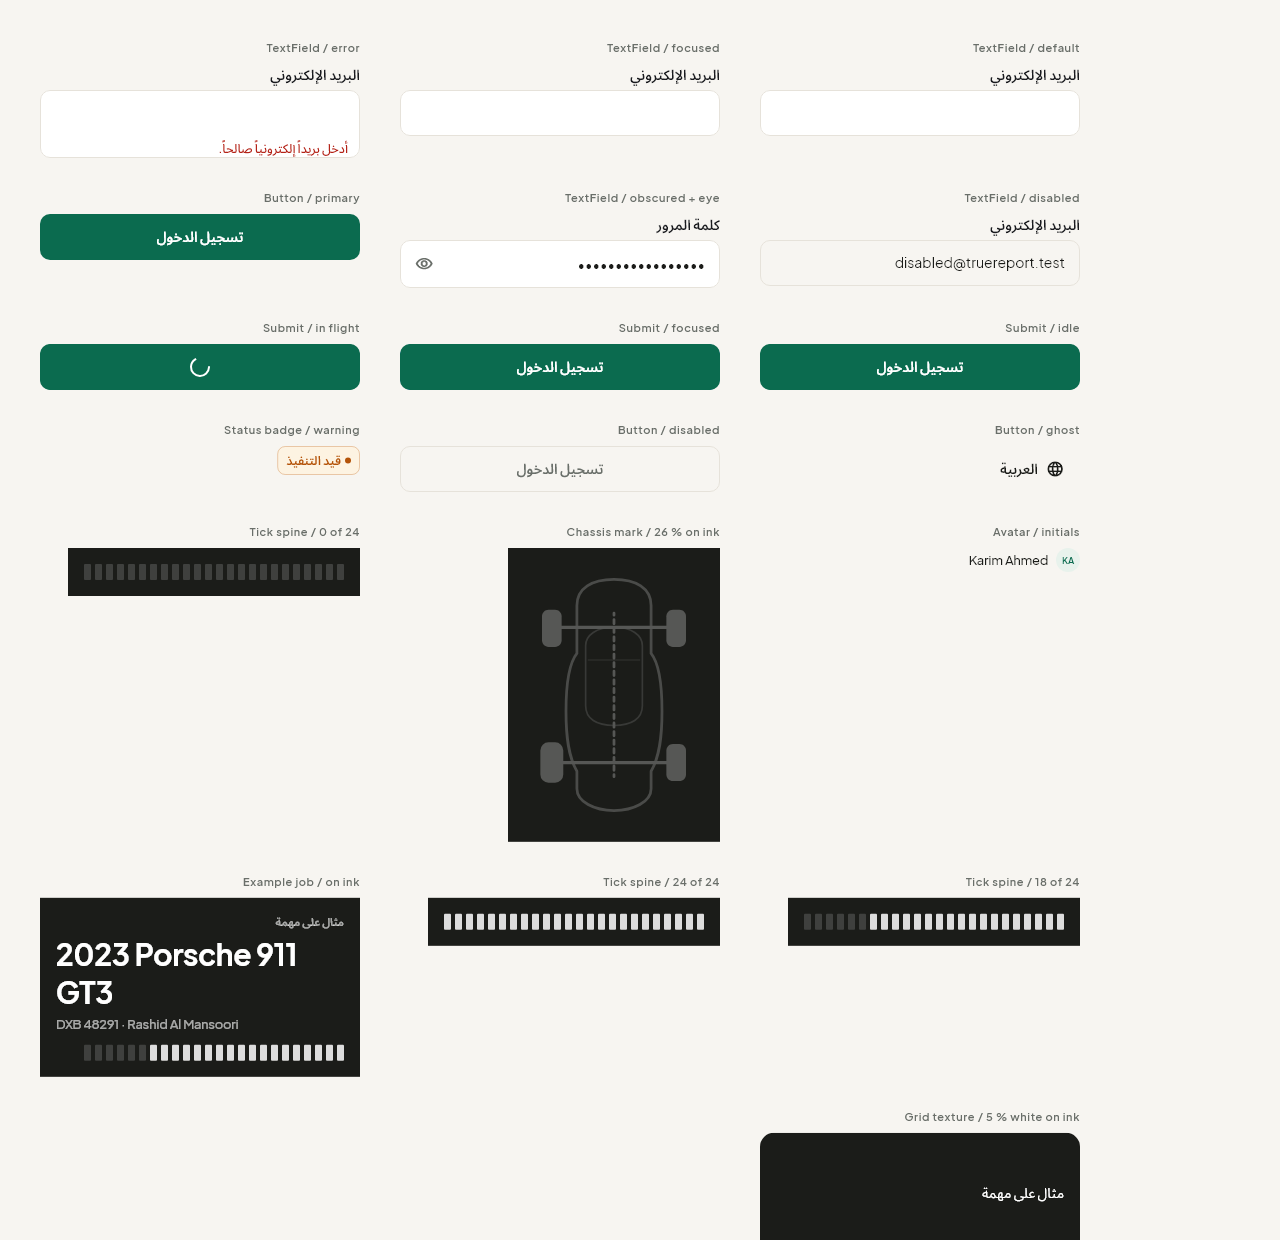 TextField / default
البريد الإلكتروني
TextField / focused
البريد الإلكتروني
TextField / error
البريد الإلكتروني
أدخل بريداً إلكترونياً صالحاً.
TextField / disabled
البريد الإلكتروني
disabled@truereport.test
TextField / obscured + eye
كلمة المرور
•••••••••••••••••
Button / primary
تسجيل الدخول
Submit / idle
تسجيل الدخول
Submit / focused
تسجيل الدخول
Submit / in flight
Button / ghost
العربية
Button / disabled
تسجيل الدخول
Status badge / warning
قيد التنفيذ
Avatar / initials
KA
Karim Ahmed
Chassis mark / 26 % on ink
Tick spine / 0 of 24
Tick spine / 18 of 24
Tick spine / 24 of 24
Example job / on ink
مثال على مهمة
2023 Porsche 911
GT3
DXB 48291 · Rashid Al Mansoori
Grid texture / 5 % white on ink
مثال على مهمة